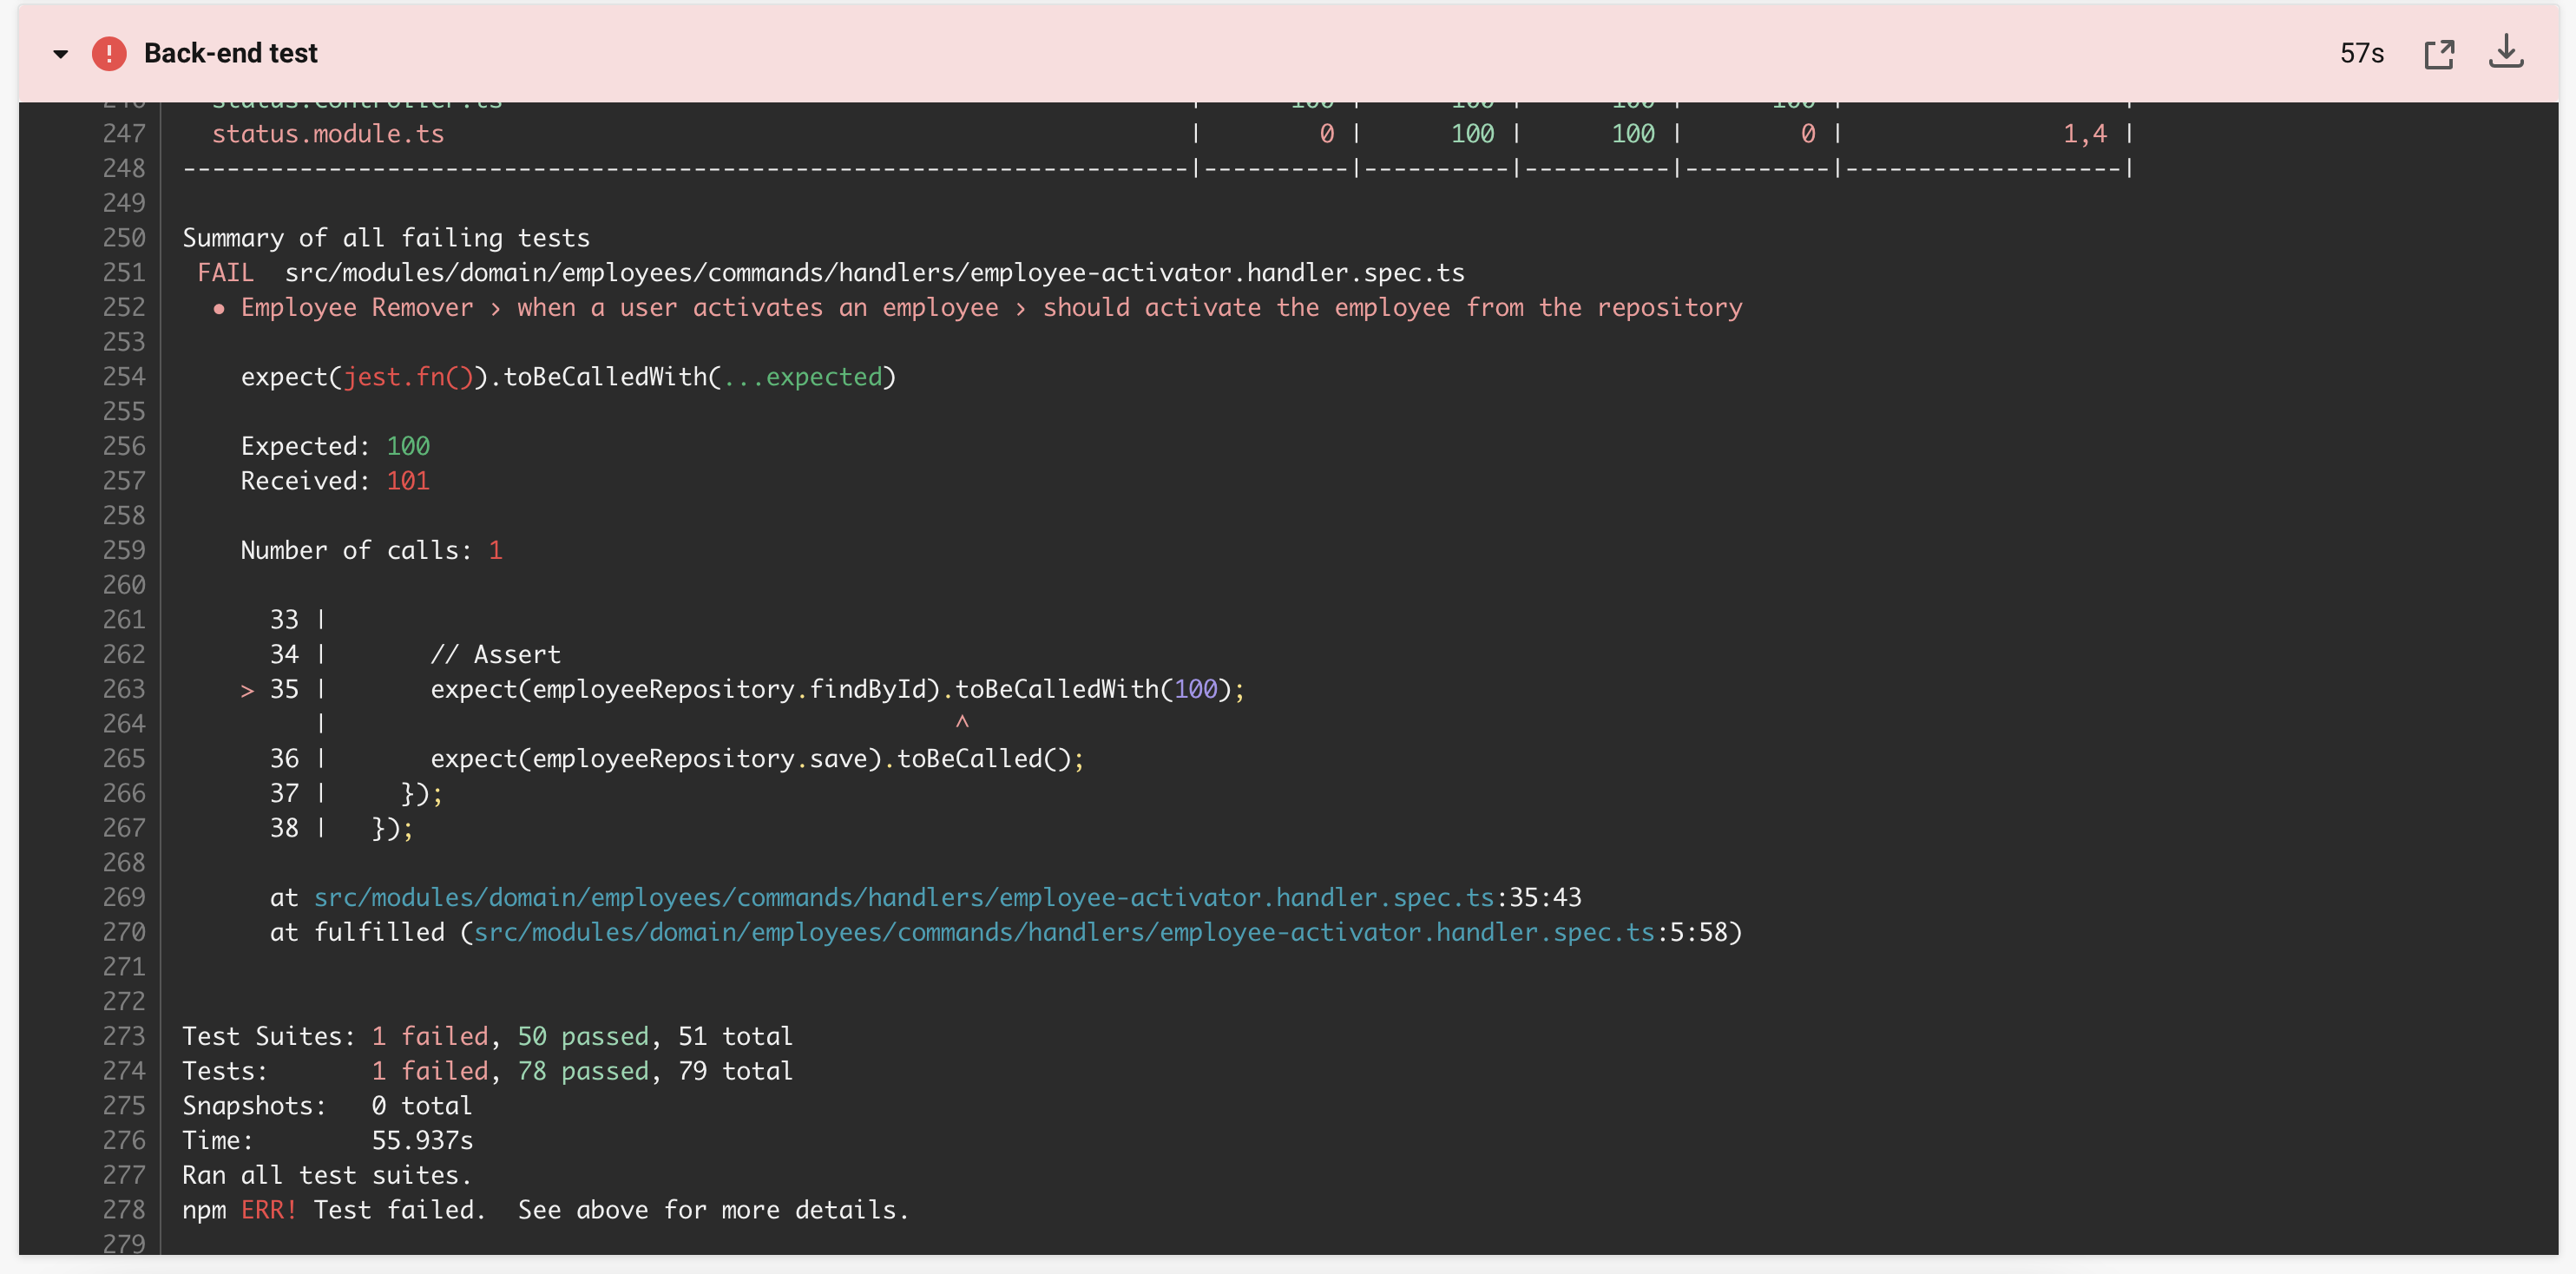 Back-end test 57s
246 status.controller.ts | 100 | 100 | 100 | 100 | |
247 status.module.ts | 0 | 100 | 100 | 0 | 1,4 |
248 ---------------------------------------------------------------------|----------|----------|----------|----------|-------------------|
249
250 Summary of all failing tests
251 FAIL src/modules/domain/employees/commands/handlers/employee-activator.handler.spec.ts
252 ● Employee Remover › when a user activates an employee › should activate the employee from the repository
253
254 expect(jest.fn()).toBeCalledWith(...expected)
255
256 Expected: 100
257 Received: 101
258
259 Number of calls: 1
260
261 33 |
262 34 | // Assert
263 > 35 | expect(employeeRepository.findById).toBeCalledWith(100);
264 | ^
265 36 | expect(employeeRepository.save).toBeCalled();
266 37 | });
267 38 | });
268
269 at src/modules/domain/employees/commands/handlers/employee-activator.handler.spec.ts:35:43
270 at fulfilled (src/modules/domain/employees/commands/handlers/employee-activator.handler.spec.ts:5:58)
271
272
273 Test Suites: 1 failed, 50 passed, 51 total
274 Tests: 1 failed, 78 passed, 79 total
275 Snapshots: 0 total
276 Time: 55.937s
277 Ran all test suites.
278 npm ERR! Test failed. See above for more details.
279